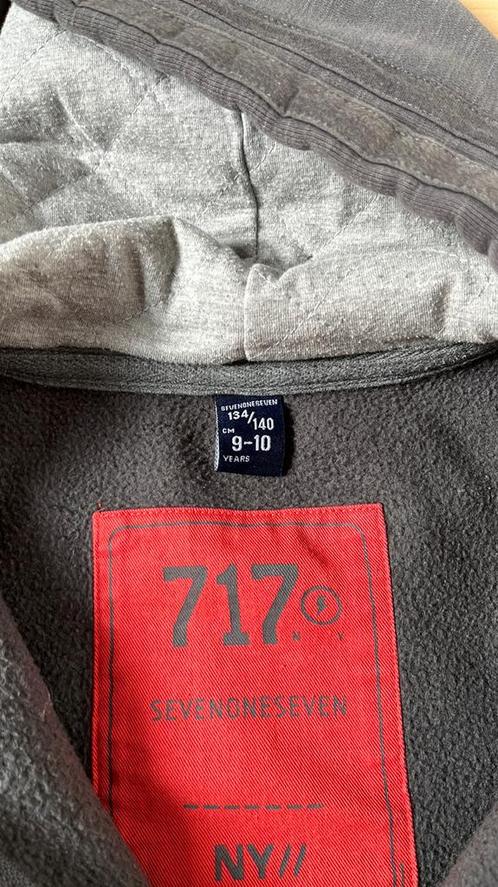 SEVENONESEVEN
134/140
CM
9-10
YEARS
717
N Y
SEVENONESEVEN
NY//